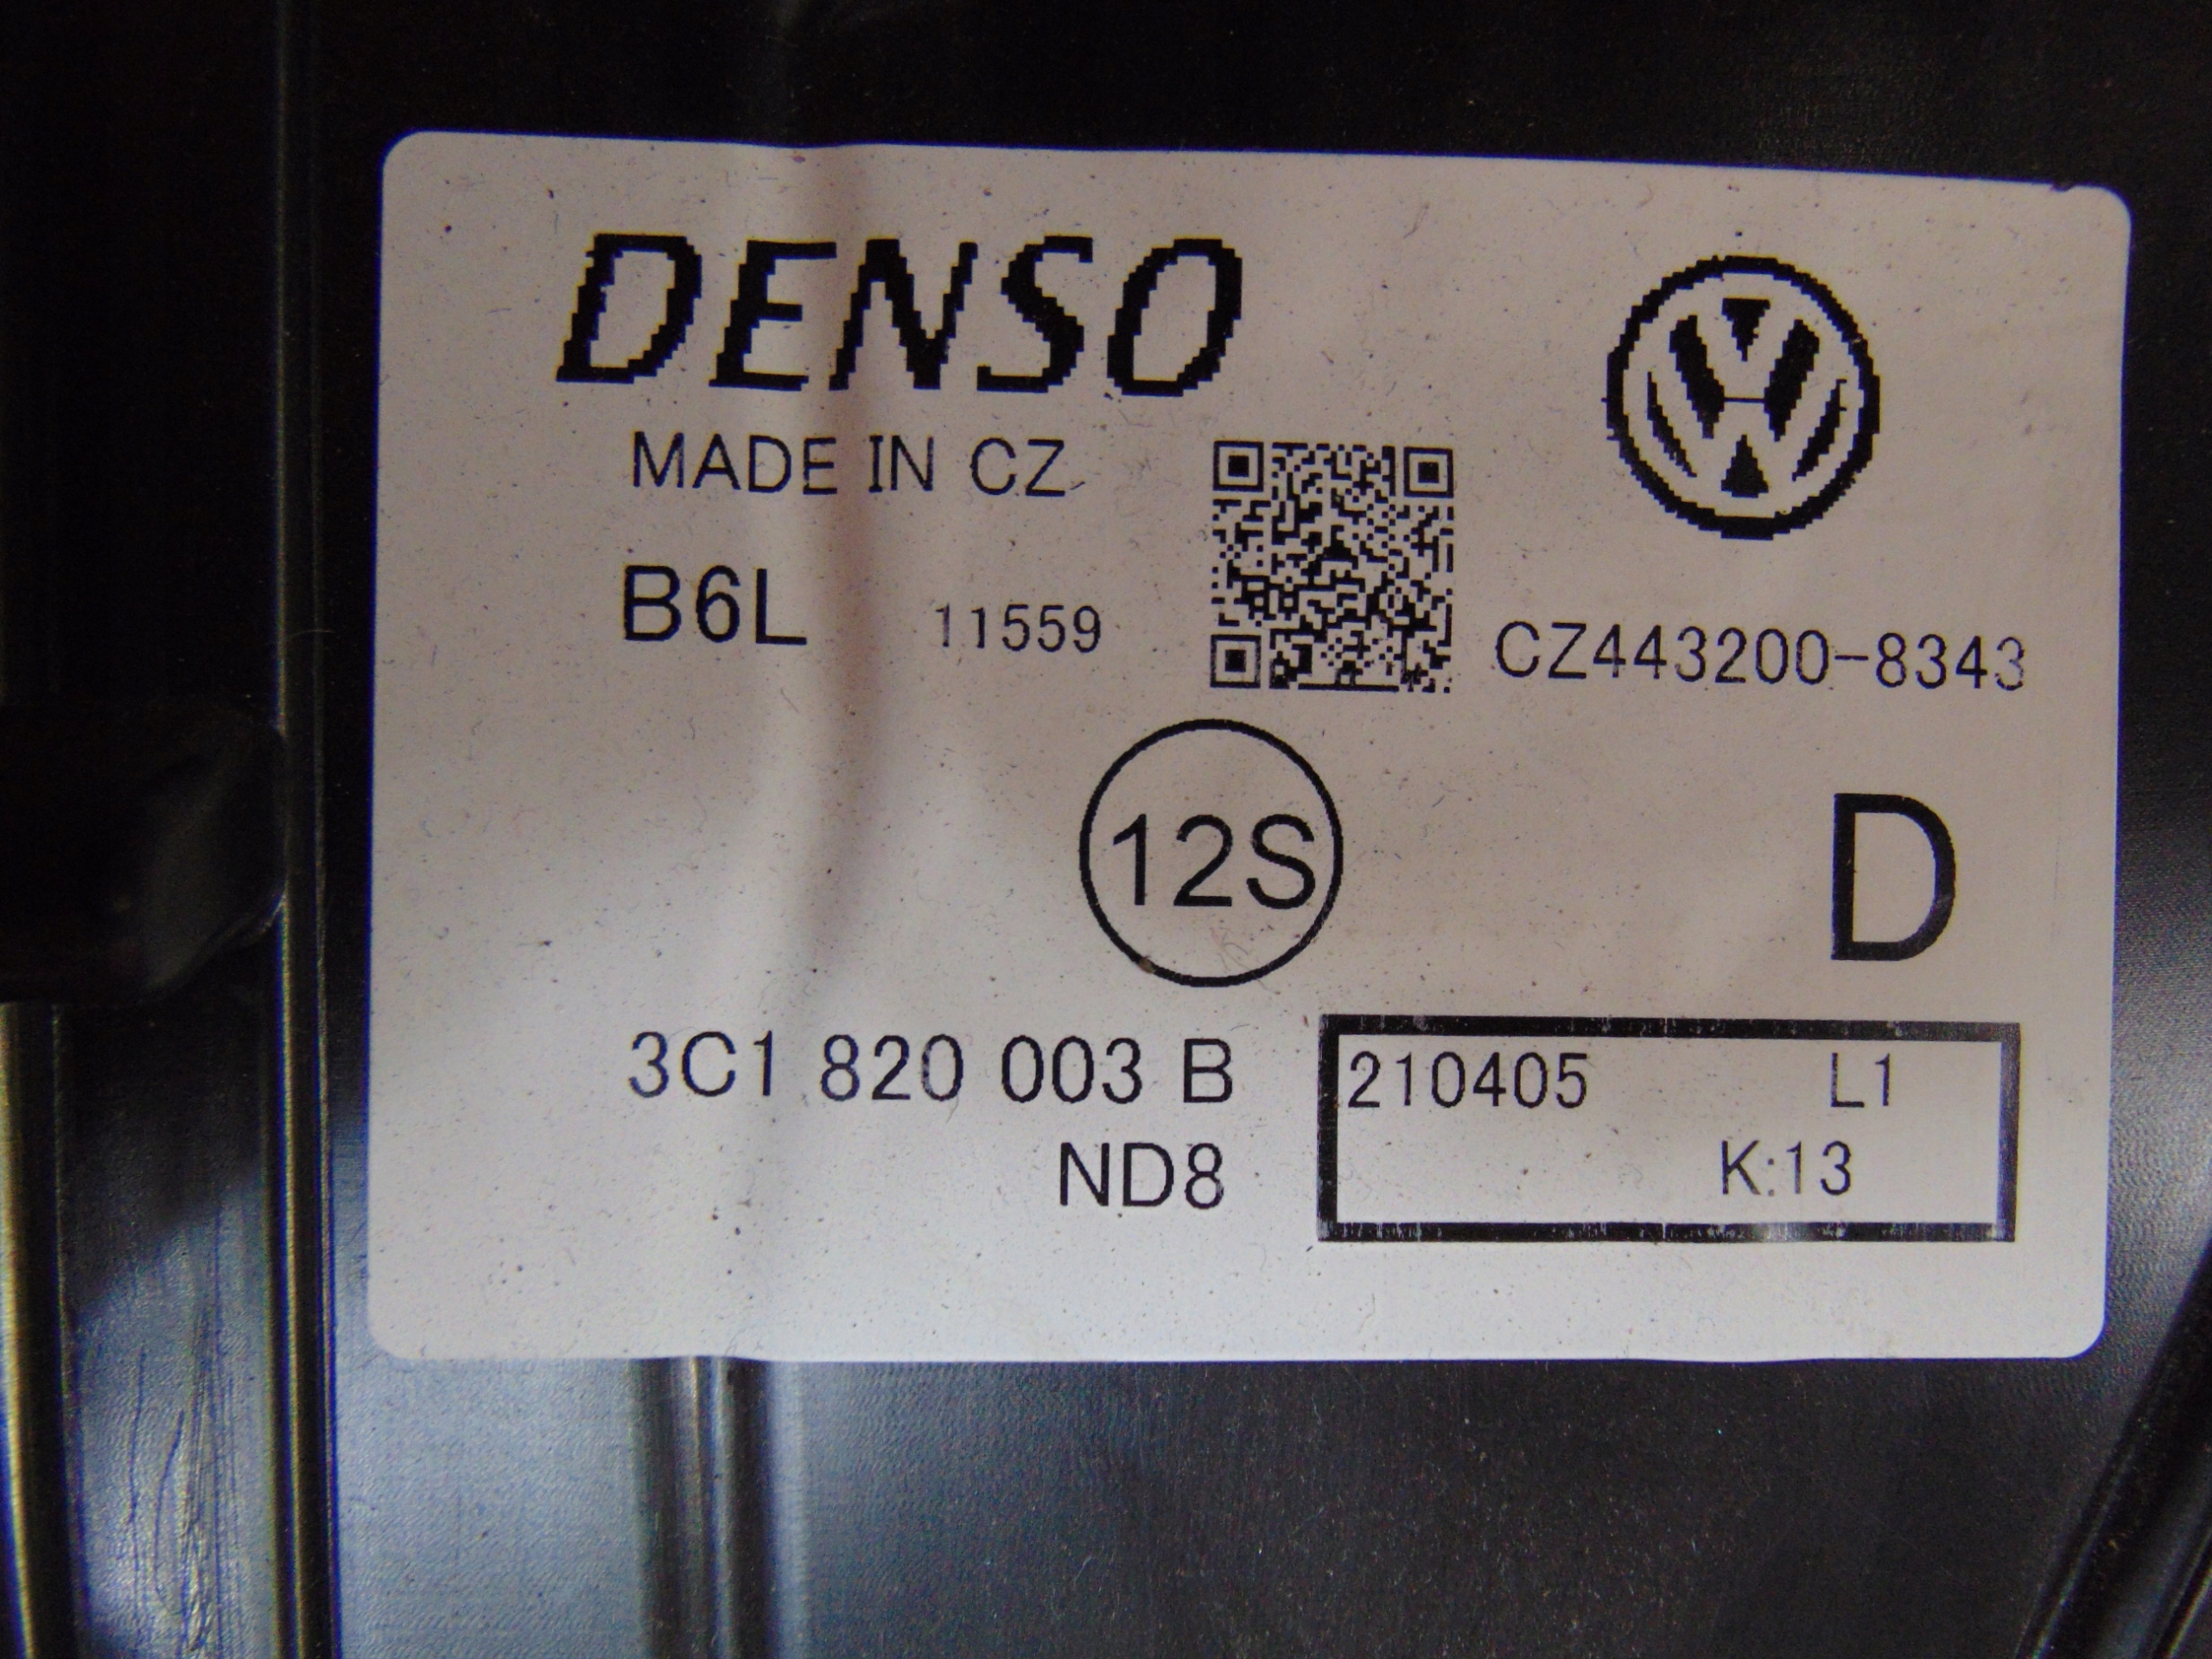 DENSO
MADE IN CZ
B6L 11559
CZ443200-8343
12S
D
3C1 820 003 B
ND8
210405 L1
K:13